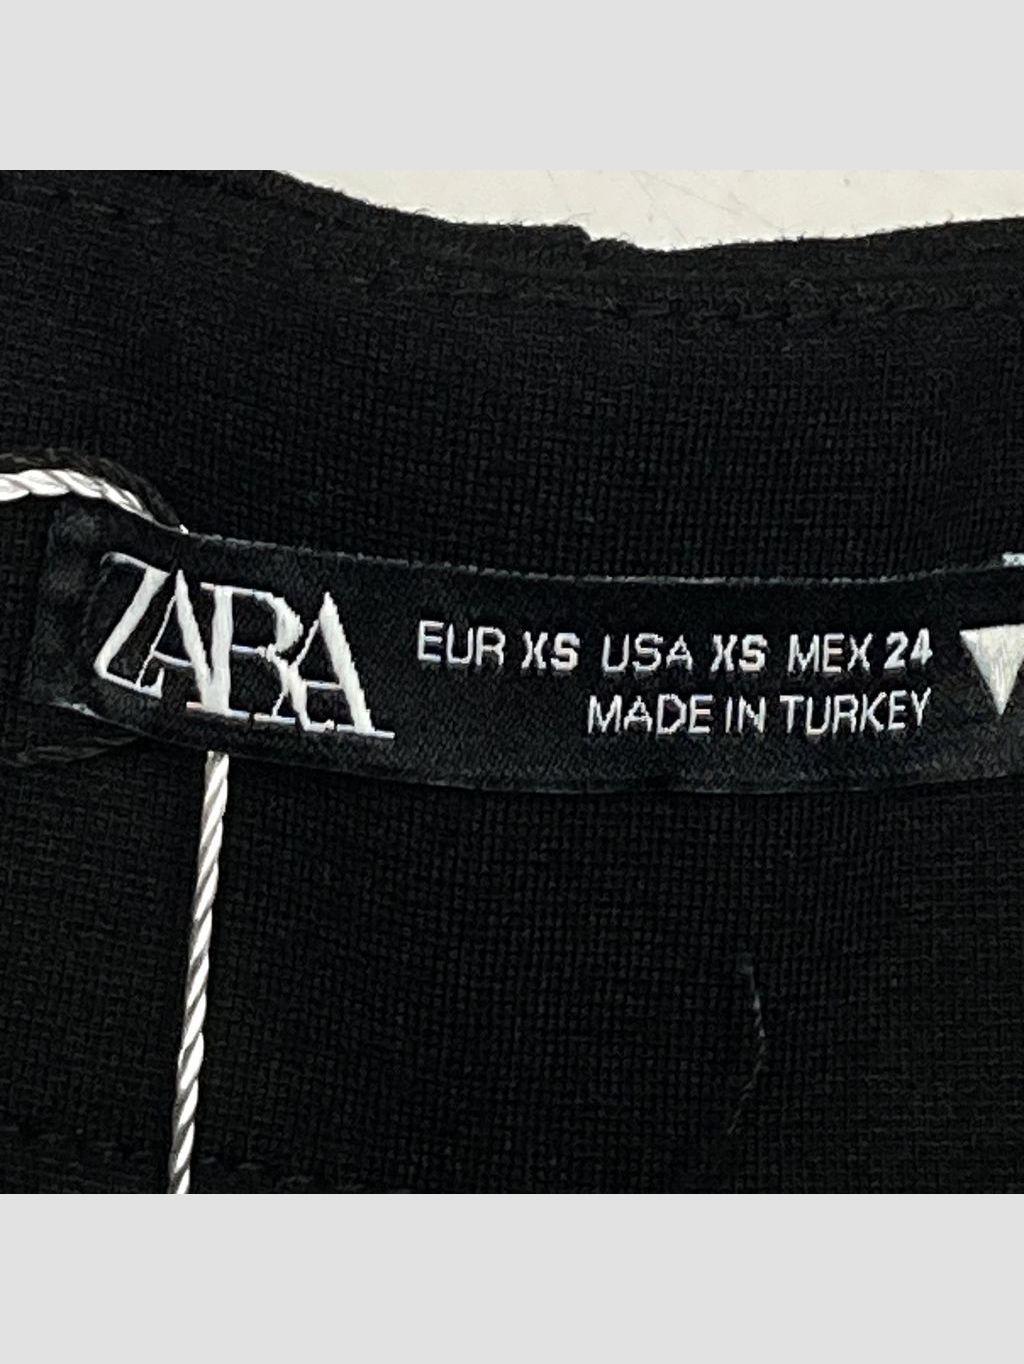 ZARA
EUR XS USA XS MEX 24
MADE IN TURKEY